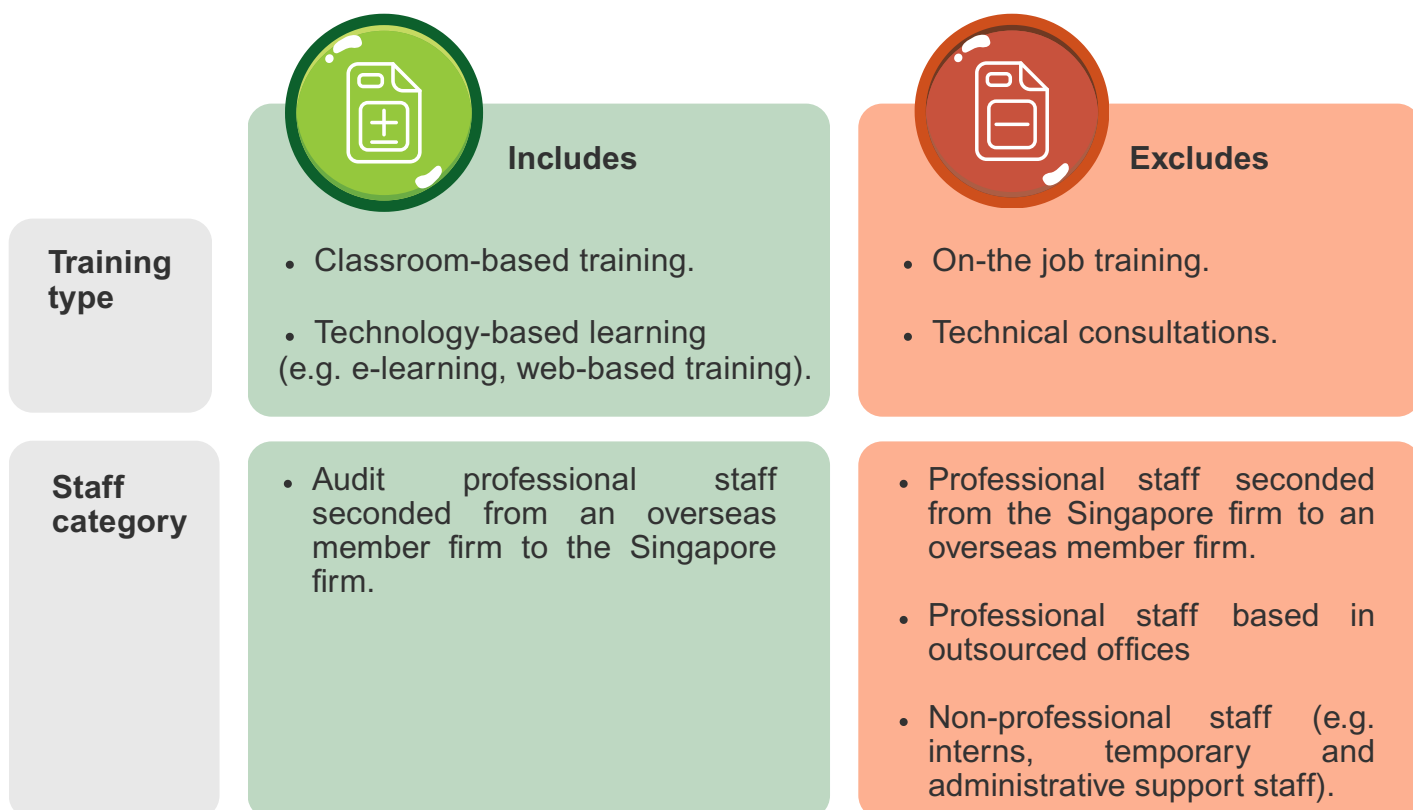 Includes
Excludes
Training
type
• Classroom-based training.
• Technology-based learning
(e.g. e-learning, web-based training).
• On-the job training.
• Technical consultations.
Staff
category
• Audit professional staff
seconded from an overseas
member firm to the Singapore
firm.
• Professional staff seconded
from the Singapore firm to an
overseas member firm.
• Professional staff based in
outsourced offices
• Non-professional staff (e.g.
interns, temporary and
administrative support staff).